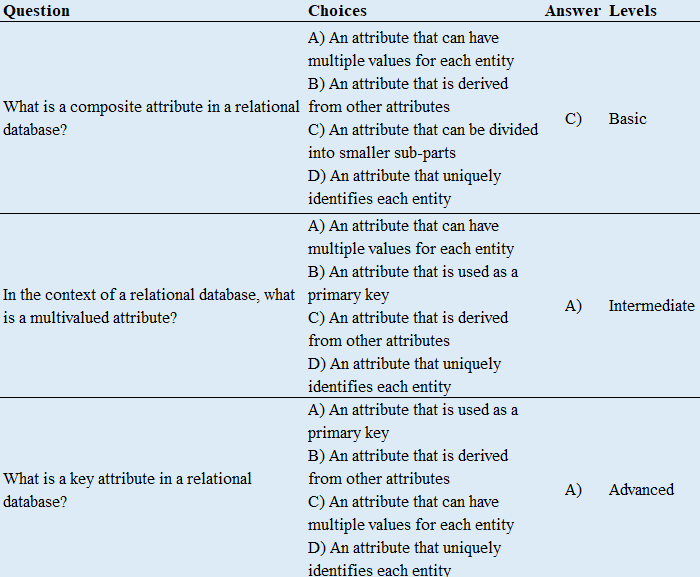 Question Choices Answer Levels
What is a composite attribute in a relational
database?
A) An attribute that can have
multiple values for each entity
B) An attribute that is derived
from other attributes
C) An attribute that can be divided
into smaller sub-parts
D) An attribute that uniquely
identifies each entity
C)
Basic
In the context of a relational database, what
is a multivalued attribute?
A) An attribute that can have
multiple values for each entity
B) An attribute that is used as a
primary key
C) An attribute that is derived
from other attributes
D) An attribute that uniquely
identifies each entity
A)
Intermediate
What is a key attribute in a relational
database?
A) An attribute that is used as a
primary key
B) An attribute that is derived
from other attributes
C) An attribute that can have
multiple values for each entity
D) An attribute that uniquely
identifies each entity
A)
Advanced